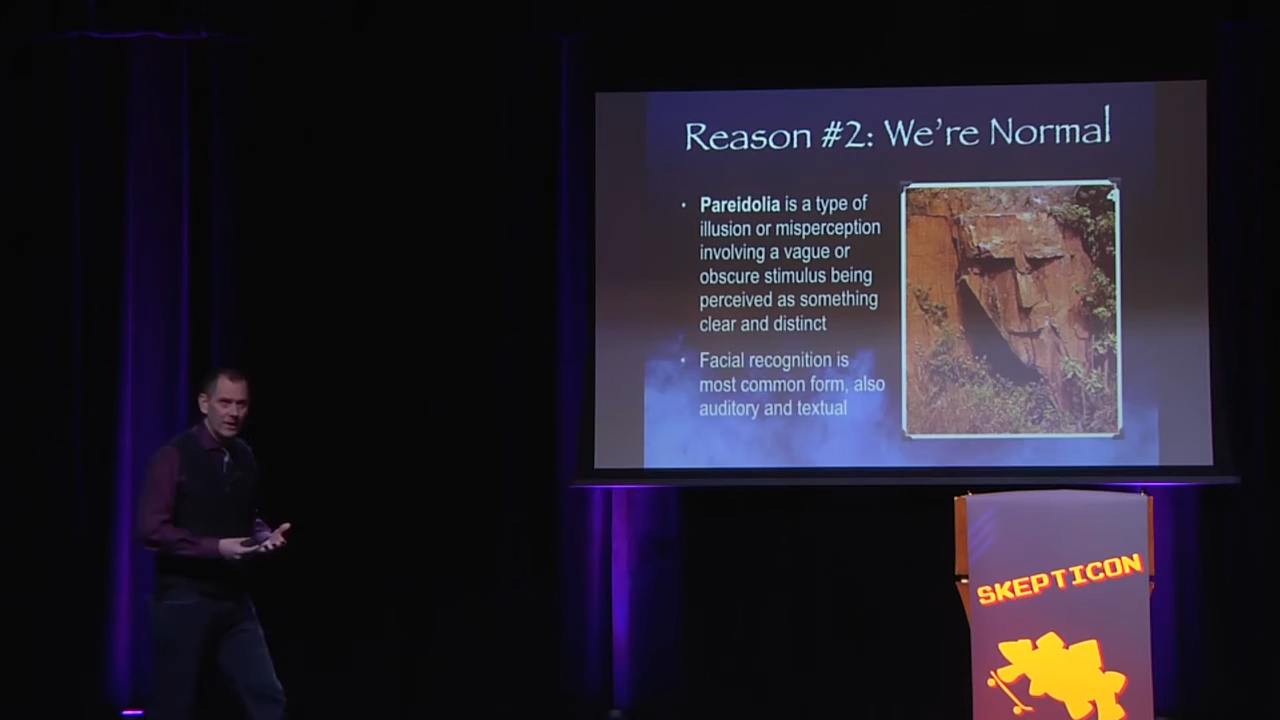 Reason #2: We're Normal
• Pareidolia is a type of
illusion or misperception
involving a vague or
obscure stimulus being
perceived as something
clear and distinct
• Facial recognition is
most common form, also
auditory and textual
SKEPTICON